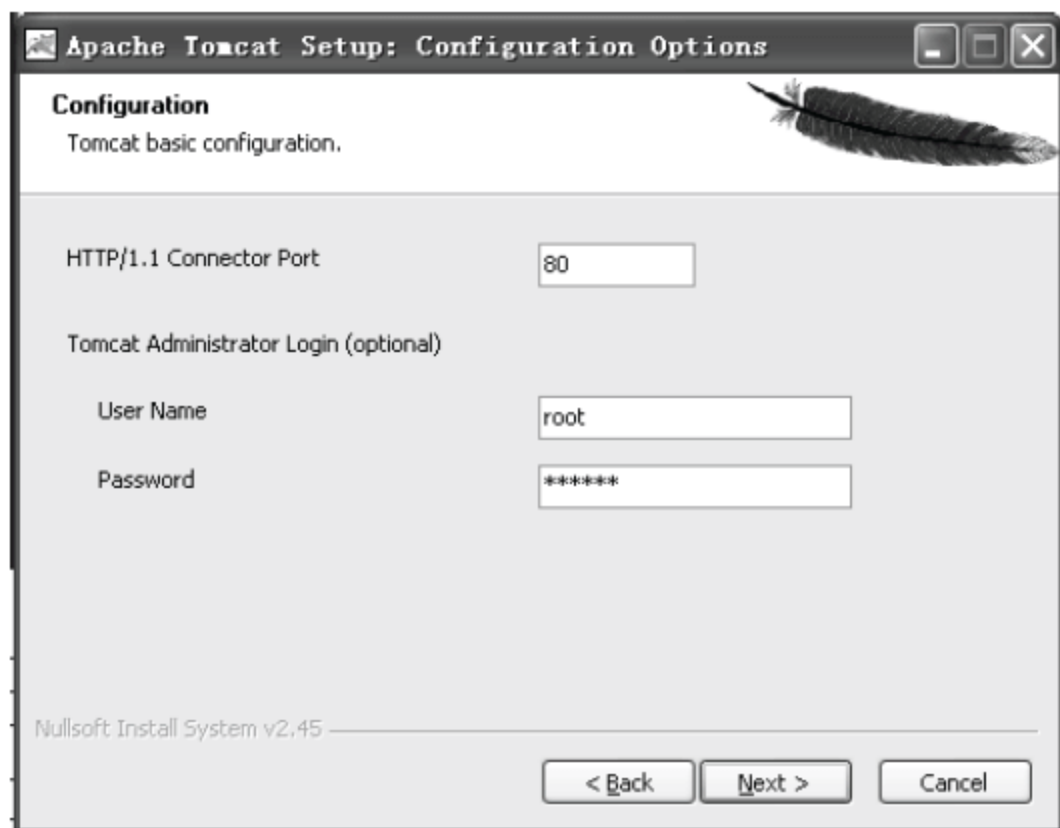 Apache Tomcat Setup: Configuration Options
Configuration
Tomcat basic configuration.
HTTP/1.1 Connector Port
80
Tomcat Administrator Login (optional)
User Name
root
Password
******
Nullsoft Install System v2.45
< Back
Next >
Cancel